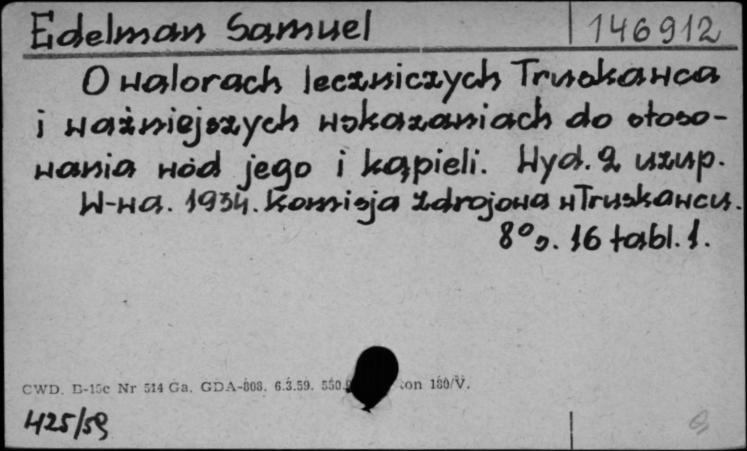 Edelman Samuel 146912
O walorach leczniczych Truskawca
i ważniejszych wskazaniach do stoso-
wania wód jego i kąpieli. Wyd. 2 uzup.
W-wa. 1934. Komisja Zdrojowa w Truskawcu.
8° s. 16 tabl. 1.
CWD. B-15c Nr 514 Ga. GDA-808. 6.3.59. 180/V.
425/59